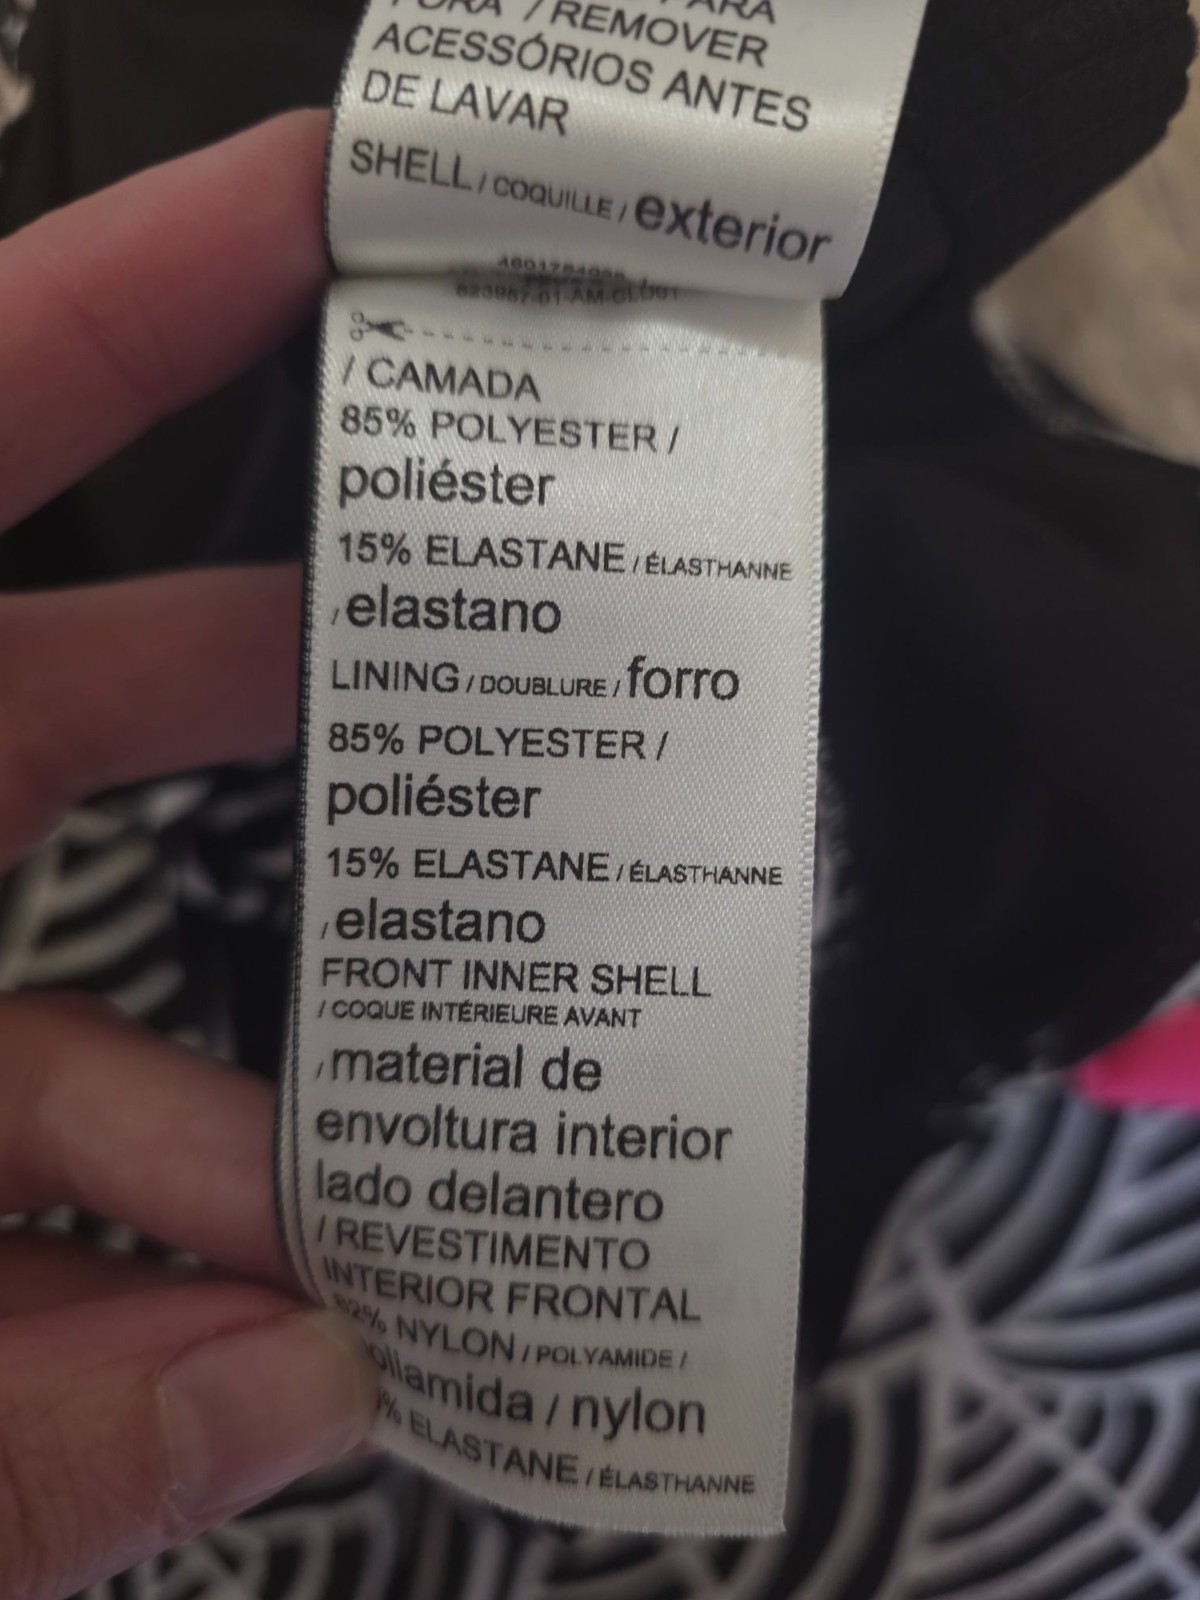 / REMOVER
ACESSÓRIOS ANTES
DE LAVAR
SHELL / COQUILLE / exterior
/ CAMADA
85% POLYESTER /
poliéster
15% ELASTANE / ÉLASTHANNE
/ elastano
LINING / DOUBLURE / forro
85% POLYESTER /
poliéster
15% ELASTANE / ÉLASTHANNE
/ elastano
FRONT INNER SHELL
/ COQUE INTÉRIEURE AVANT
/ material de
envoltura interior
lado delantero
/ REVESTIMENTO
INTERIOR FRONTAL
82% NYLON / POLYAMIDE /
/ nylon
% ELASTANE / ÉLASTHANNE